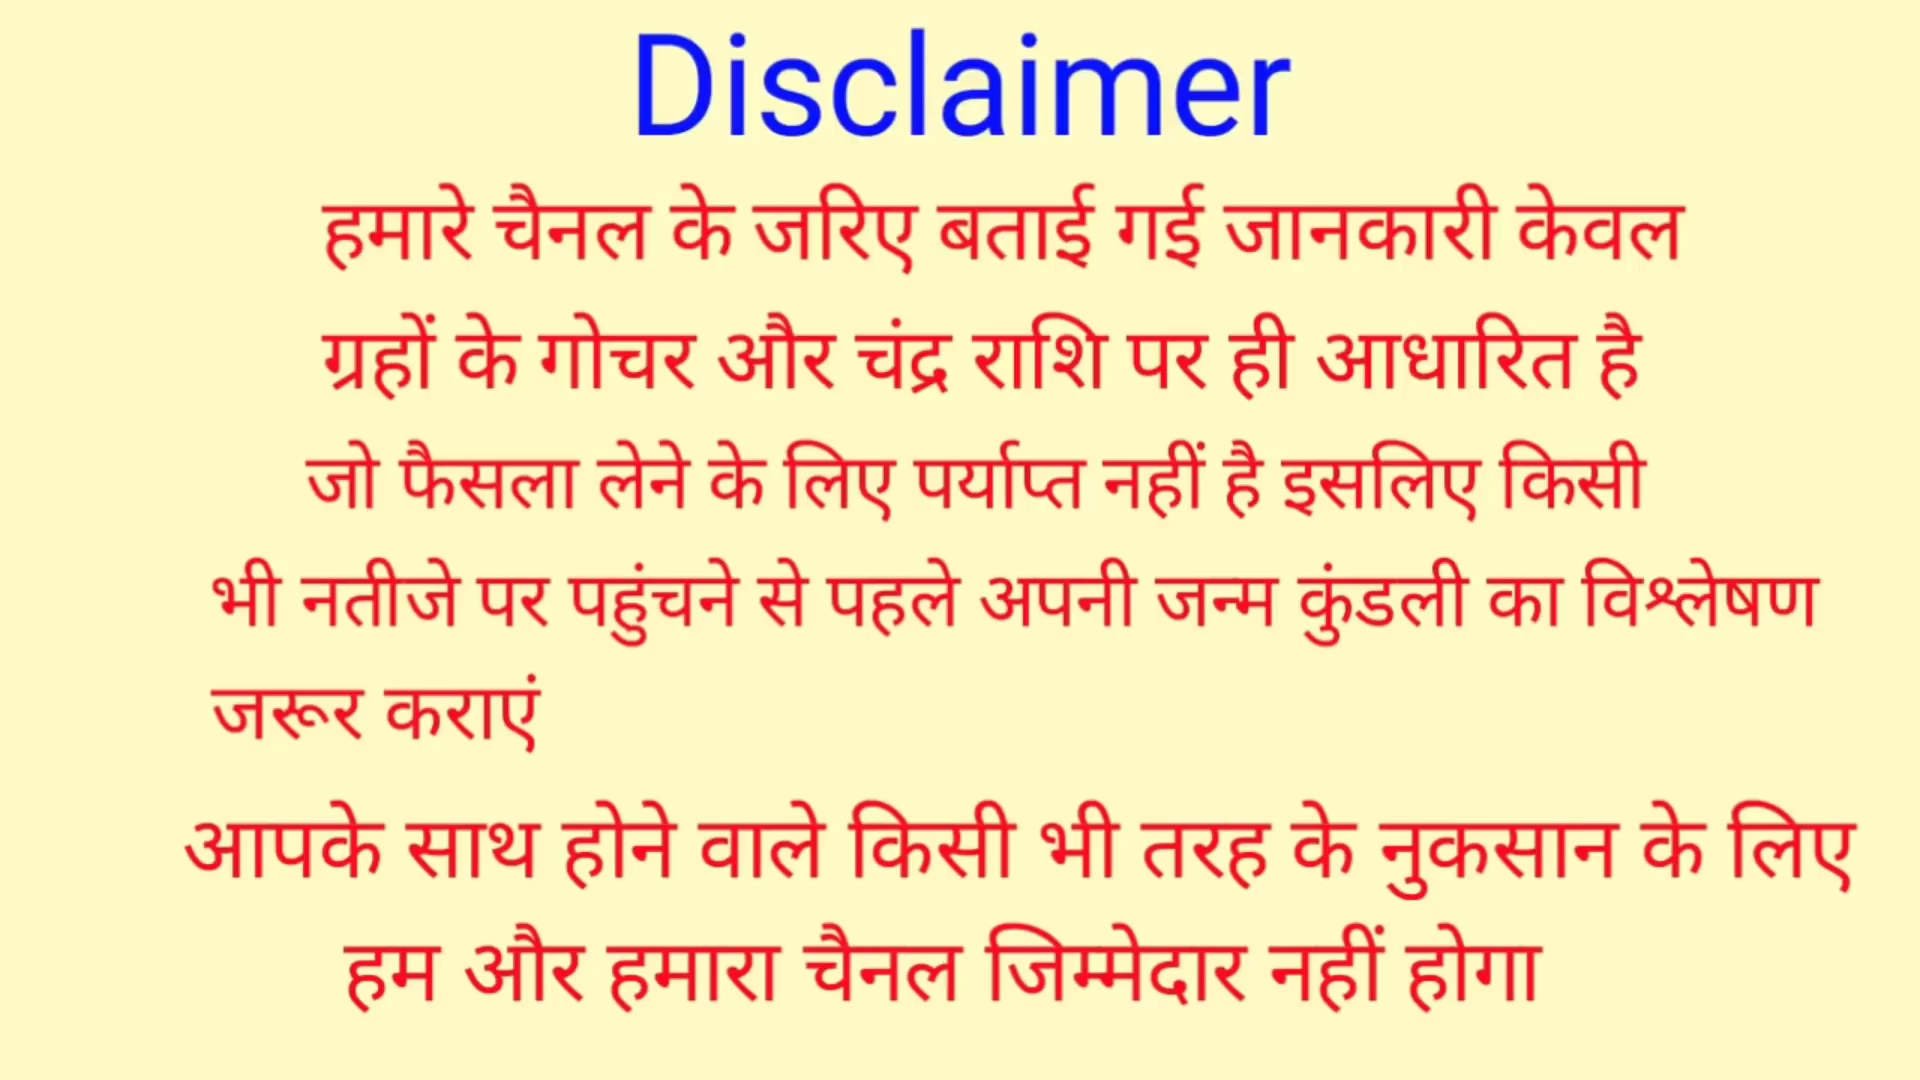 Disclaimer
हमारे चैनल के जरिए बताई गई जानकारी केवल
ग्रहों के गोचर और चंद्र राशि पर ही आधारित है
जो फैसला लेने के लिए पर्याप्त नहीं है इसलिए किसी
भी नतीजे पर पहुंचने से पहले अपनी जन्म कुंडली का विश्लेषण
जरूर कराएं
आपके साथ होने वाले किसी भी तरह के नुकसान के लिए
हम और हमारा चैनल जिम्मेदार नहीं होगा